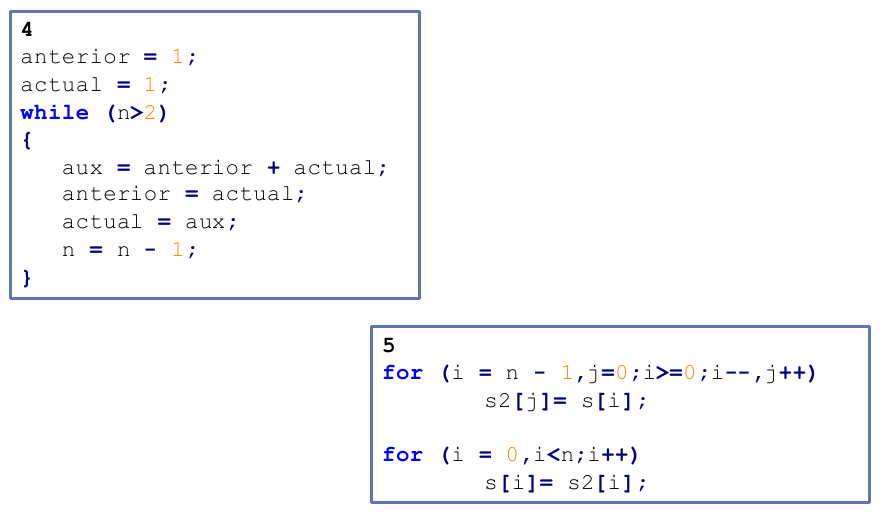 4
anterior = 1;
actual = 1;
while (n>2)
{
   aux = anterior + actual;
   anterior = actual;
   actual = aux;
   n = n - 1;
}
5
for (i = n - 1,j=0;i>=0;i--,j++)
        s2[j]= s[i];
for (i = 0,i<n;i++)
        s[i]= s2[i];